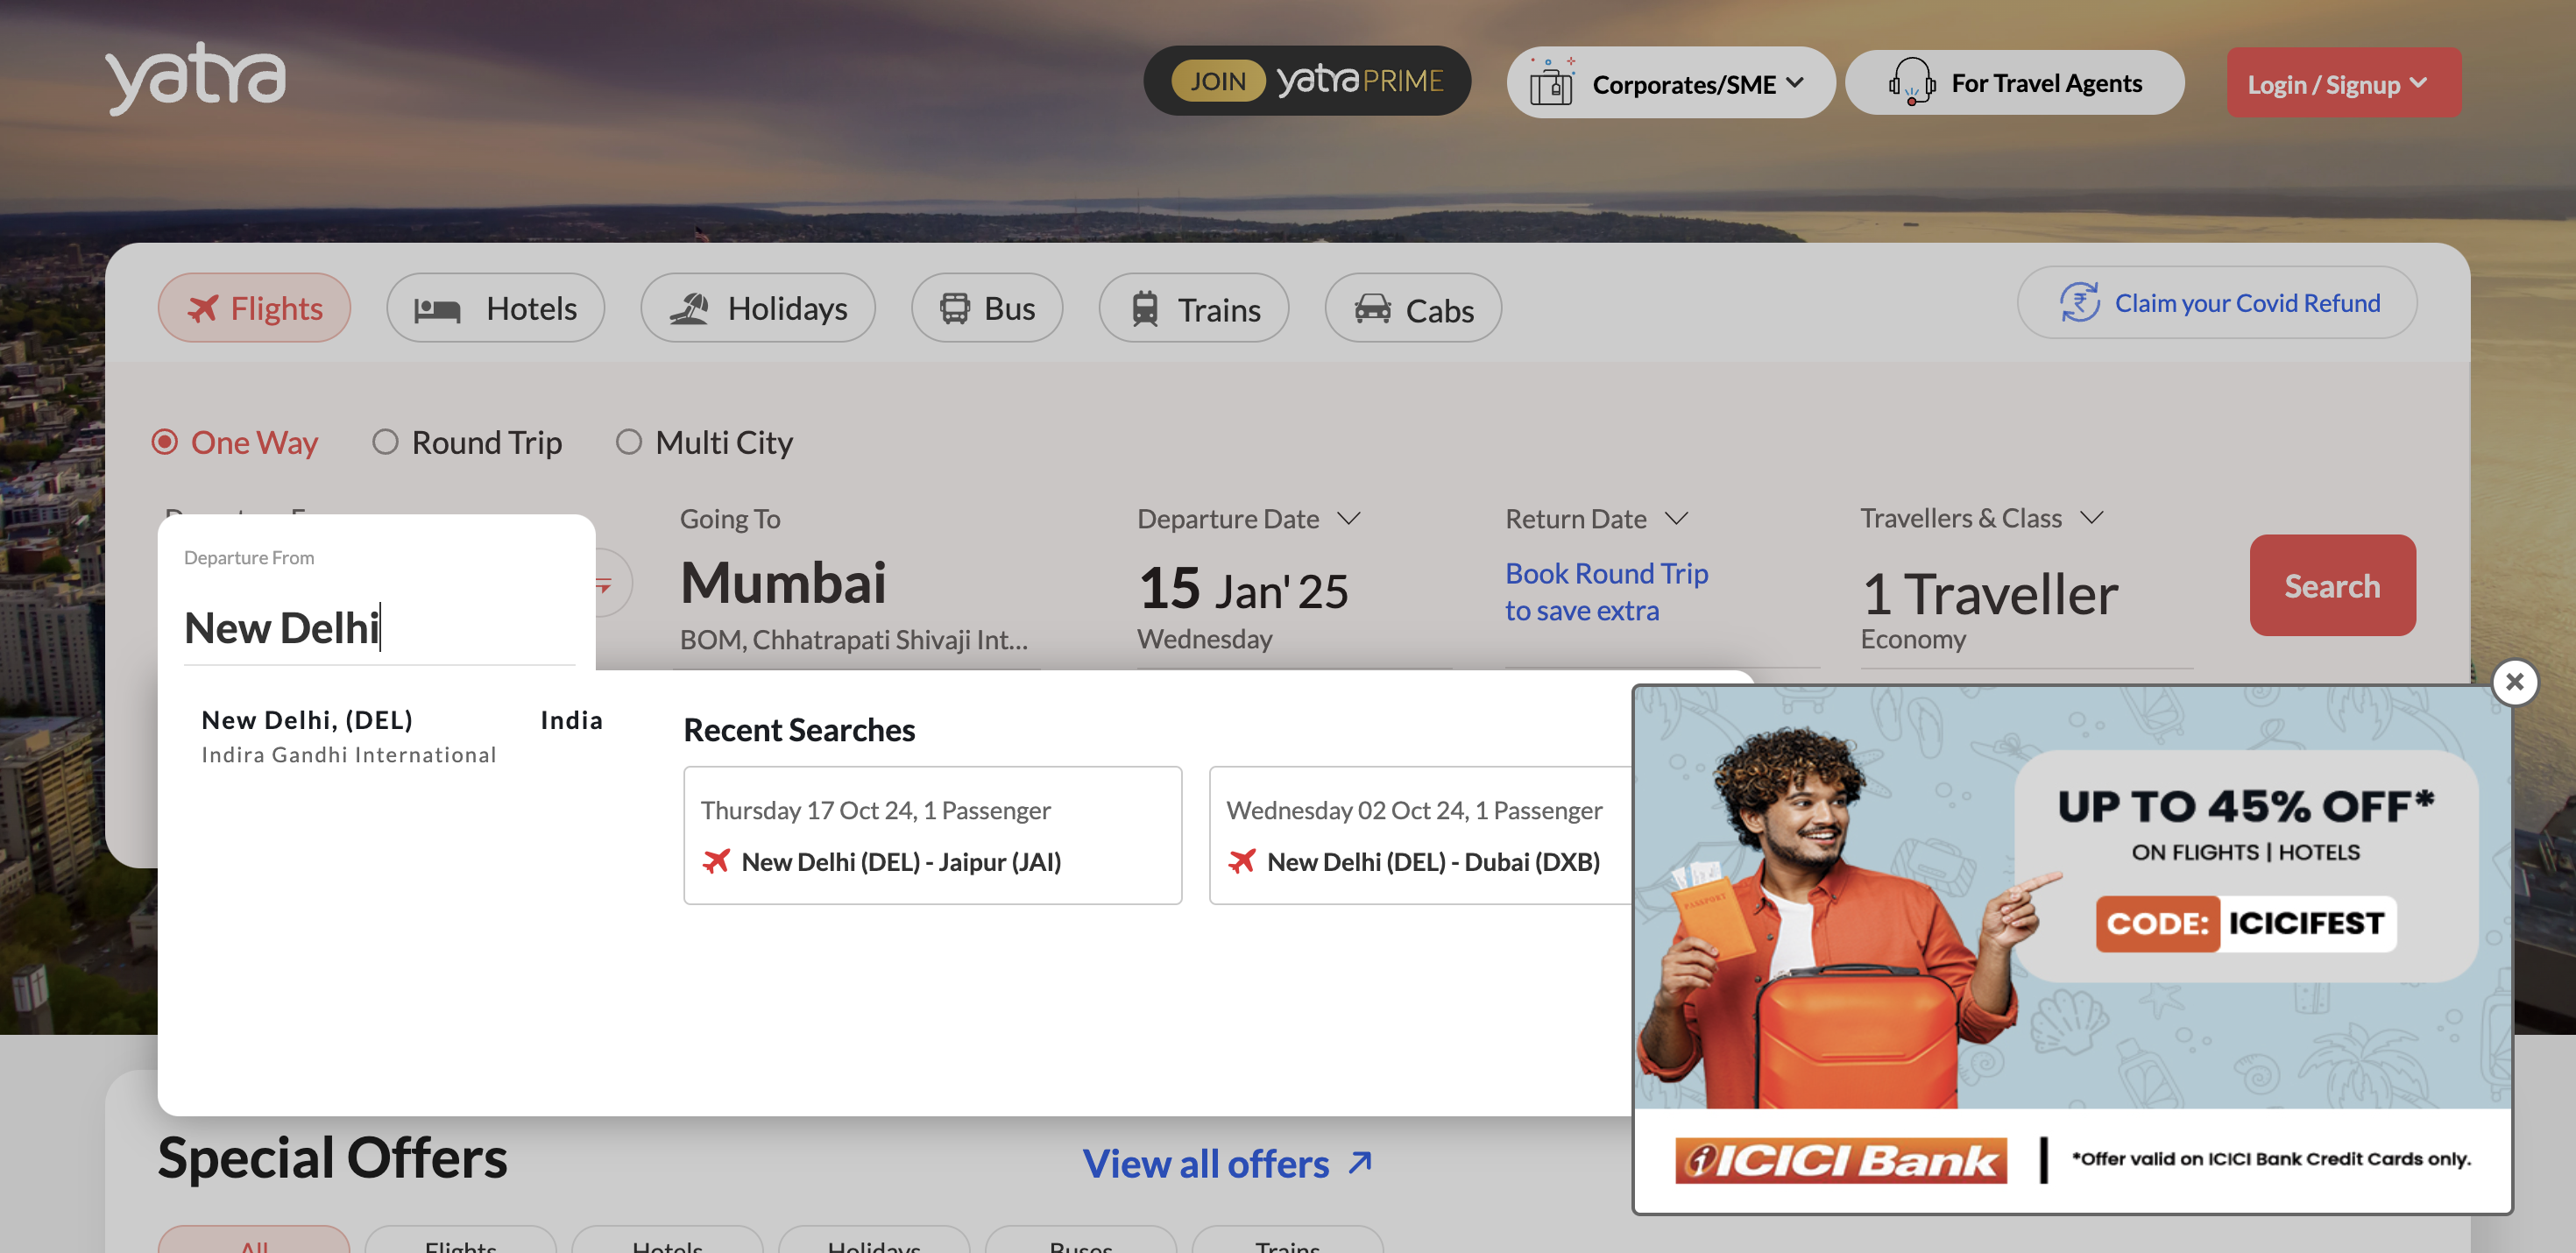 yatra
JOIN yatra PRIME
Corporates/SME
For Travel Agents
Login / Signup
Flights
Hotels
Holidays
Bus
Trains
Cabs
Claim your Covid Refund
One Way
Round Trip
Multi City
Departure From
New Delhi
Going To
Mumbai
BOM, Chhatrapati Shivaji Int...
Departure Date
15 Jan' 25
Wednesday
Return Date
Book Round Trip
to save extra
Travellers & Class
1 Traveller
Economy
Search
New Delhi, (DEL)
India
Indira Gandhi International
Recent Searches
Thursday 17 Oct 24, 1 Passenger
New Delhi (DEL) - Jaipur (JAI)
Wednesday 02 Oct 24, 1 Passenger
New Delhi (DEL) - Dubai (DXB)
PASSPORT
UP TO 45% OFF*
ON FLIGHTS | HOTELS
CODE: ICICIFEST
ICICI Bank
*Offer valid on ICICI Bank Credit Cards only.
Special Offers
View all offers
All
Flights
Hotels
Holidays
Buses
Trains